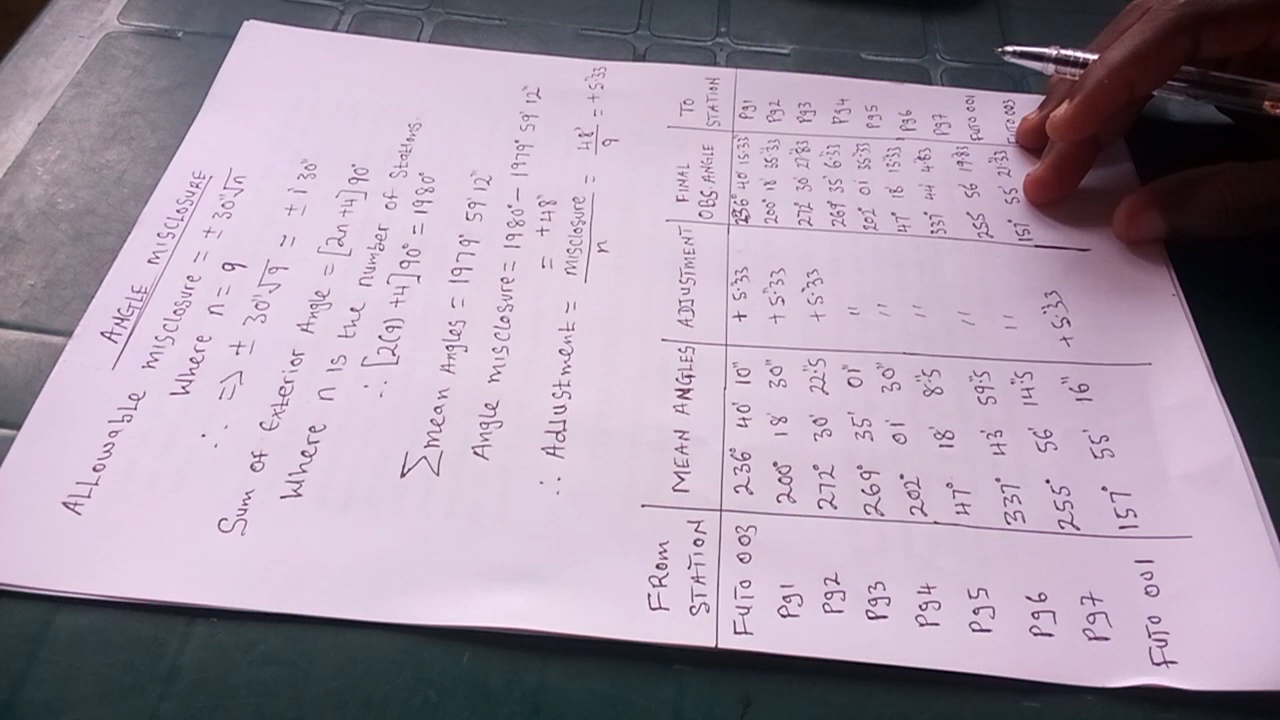 ANGLE MISCLOSURE
ALLOWABLE MISCLOSURE = ± 30"√n
Where n = 9
∴ => ± 30"√9 = ± 1' 30"
Sum of Exterior Angle = [2n+4]90°
Where n is the number of Stations.
∴ [2(9)+4]90° = 1980°
∑mean Angles = 1979° 59' 12"
Angle misclosure = 1980° - 1979° 59' 12"
= +48"
∴ Adjustment = misclosure/n = 48"/9 = +5".33
FROM STATION | MEAN ANGLES | ADJUSTMENT | FINAL OBS. ANGLE | TO STATION
FUTO 003 | 236° 40' 10" | +5".33 | 236° 40' 15".33 | Pg1
Pg1 | 200° 18' 30" | +5".33 | 200° 18' 35".33 | Pg2
Pg2 | 272° 30' 22".5 | +5".33 | 272° 30' 27".83 | Pg3
Pg3 | 269° 35' 01" | " | 269° 35' 6".33 | Pg4
Pg4 | 202° 01' 30" | " | 202° 01' 35".33 | Pg5
Pg5 | 47° 18' 8".5 | " | 47° 18' 13".33 | Pg6
Pg6 | 337° 43' 59".5 | " | 337° 44' 4".83 | Pg7
Pg7 | 255° 56' 14".5 | " | 255 56 19".83 | FUTO 001
FUTO 001 | 157° 55' 16" | +5".33 | 157° 55' 21".33 | FUTO 003